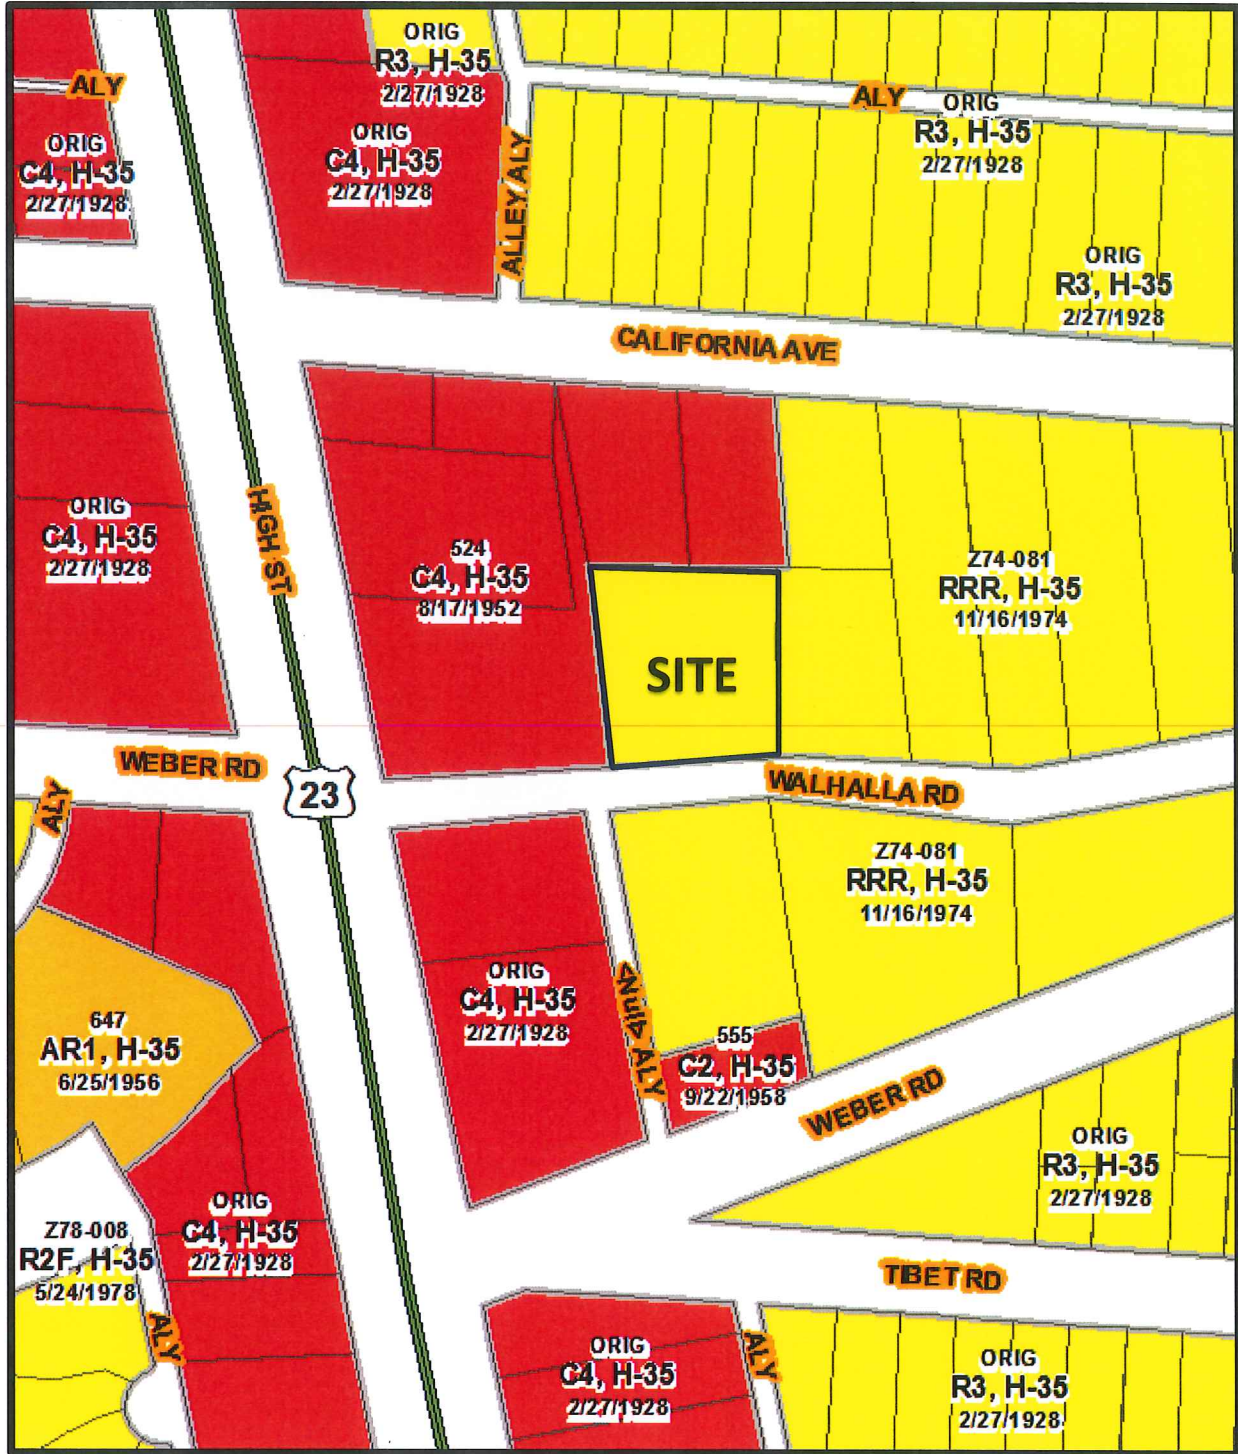 ORIG
R3, H-35
2/27/1928
ALY
ALY
ORIG
R3, H-35
2/27/1928
ORIG
C4, H-35
2/27/1928
ORIG
C4, H-35
2/27/1928
ALLEY/ALY
ORIG
R3, H-35
2/27/1928
CALIFORNIA AVE
HIGH ST
ORIG
C4, H-35
2/27/1928
524
C4, H-35
8/17/1952
Z74-081
RRR, H-35
11/16/1974
SITE
WEBER RD
23
WALHALLA RD
ALY
Z74-081
RRR, H-35
11/16/1974
ORIG
C4, H-35
2/27/1928
<Null> ALY
647
AR1, H-35
6/25/1956
555
C2, H-35
9/22/1958
WEBER RD
ORIG
R3, H-35
2/27/1928
ORIG
C4, H-35
2/27/1928
Z78-008
R2F, H-35
5/24/1978
TIBET RD
ALY
ALY
ORIG
C4, H-35
2/27/1928
ORIG
R3, H-35
2/27/1928